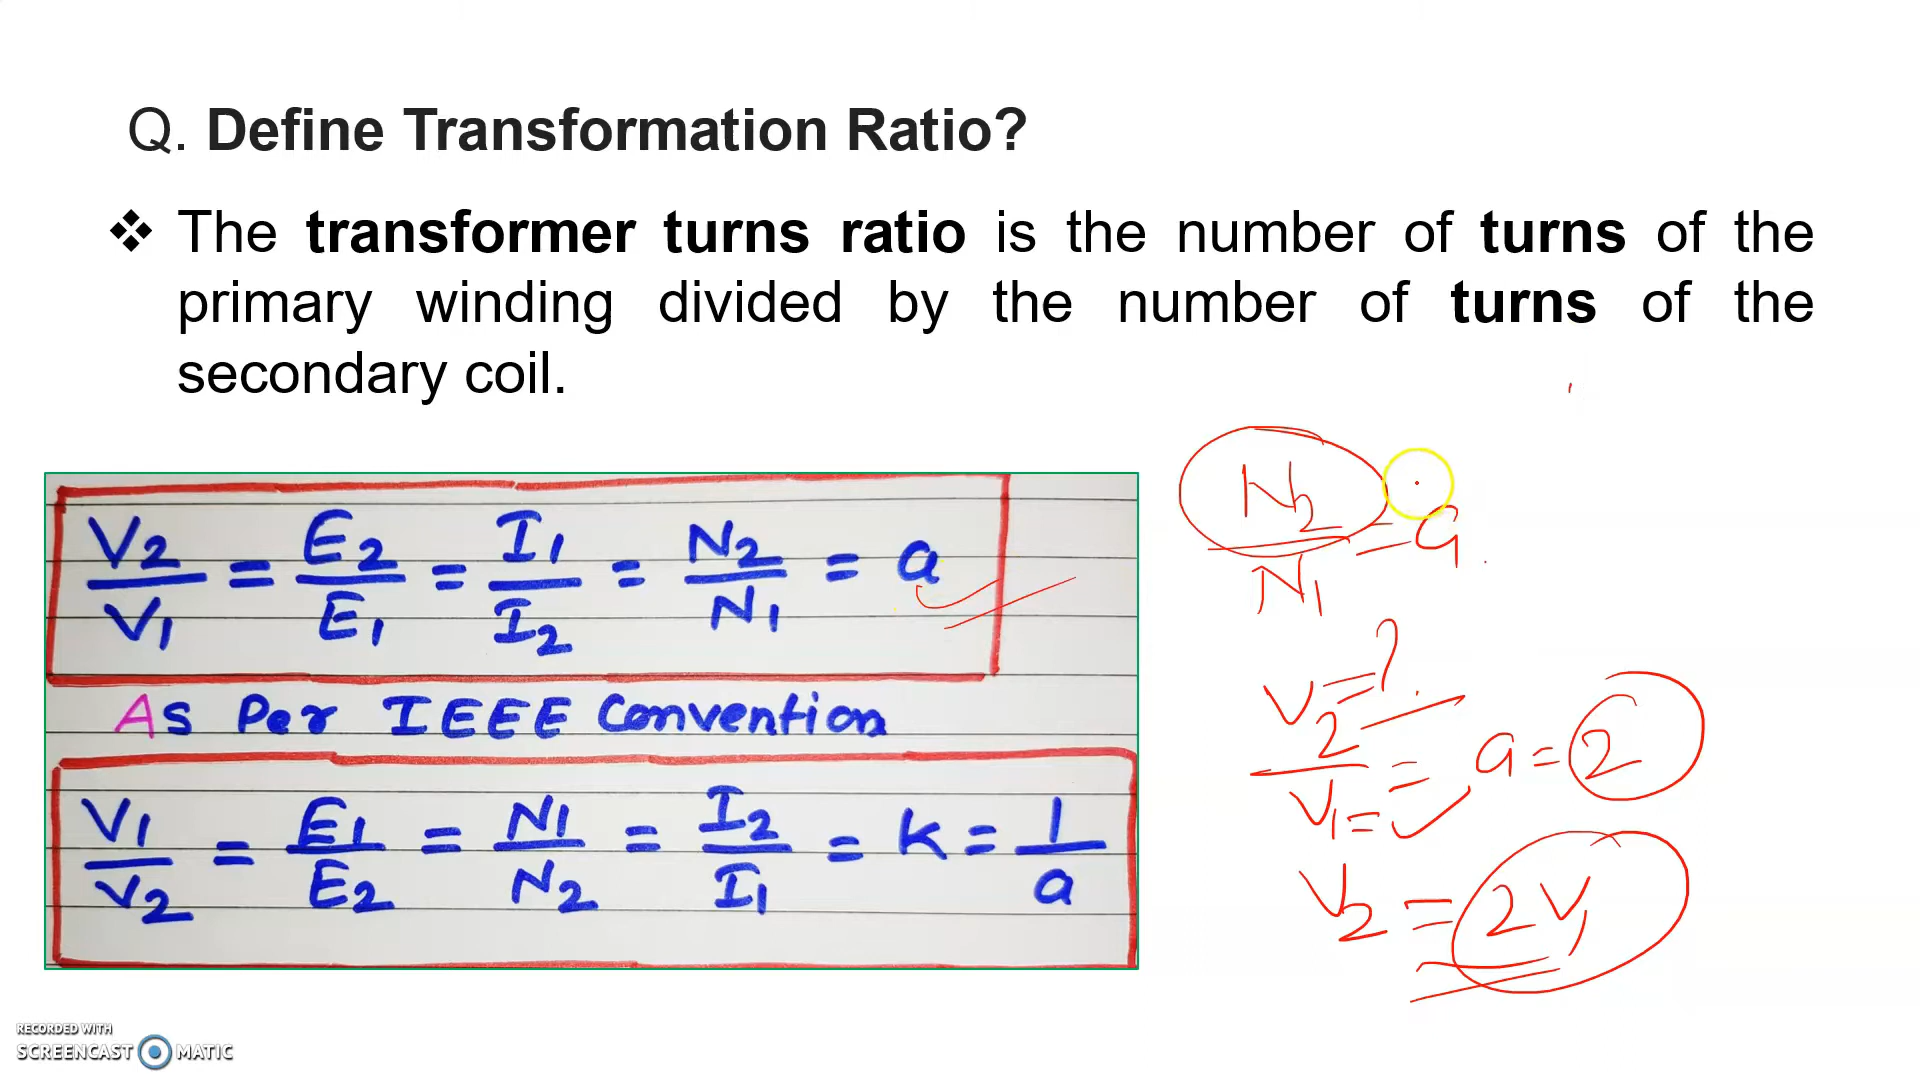 Q. Define Transformation Ratio?
❖ The transformer turns ratio is the number of turns of the
primary winding divided by the number of turns of the
secondary coil.
V2/V1 = E2/E1 = I1/I2 = N2/N1 = a
As Per IEEE Convention
V1/V2 = E1/E2 = N1/N2 = I2/I1 = K = 1/a
N2/N1 = a
V2 = ?
V2/V1 = a = 2
V1 = ✓
V2 = 2V1
RECORDED WITH
SCREENCAST MATIC